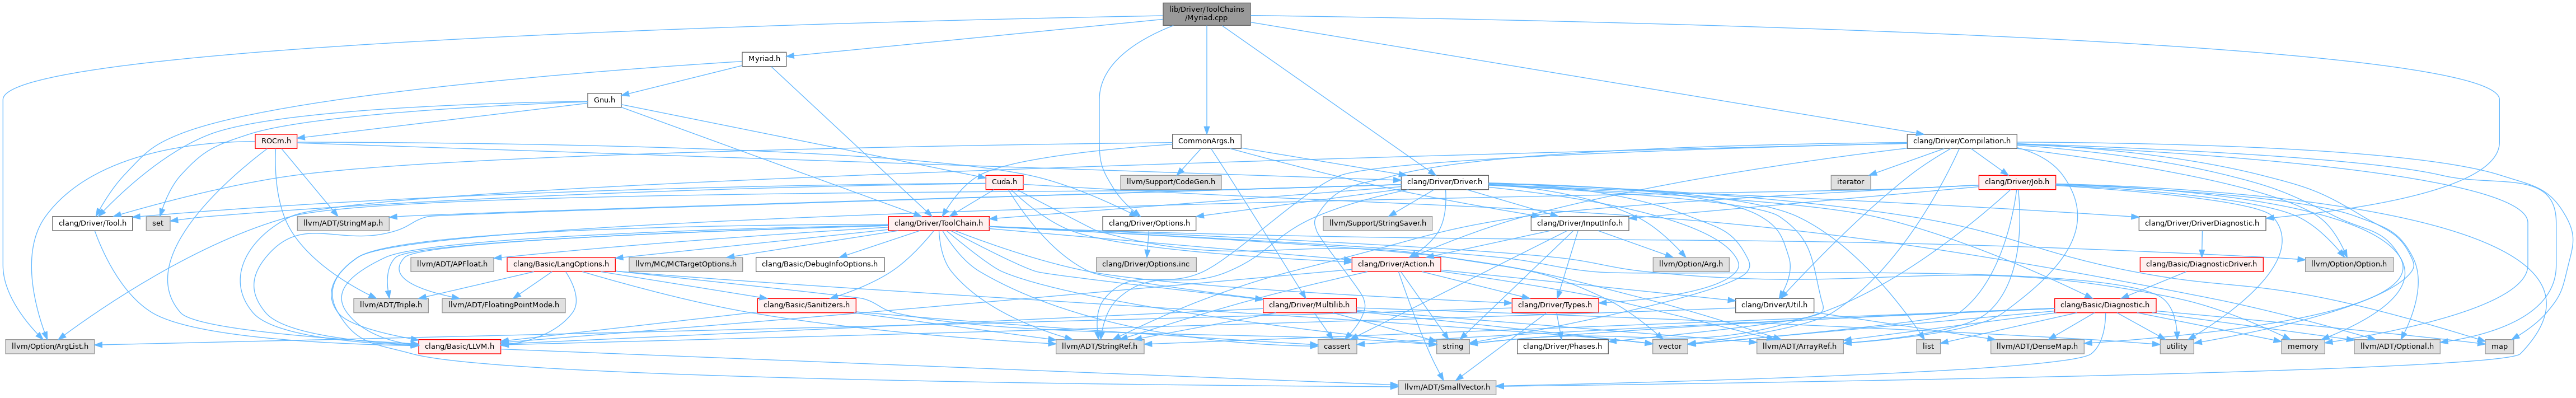 lib/Driver/ToolChains
/Myriad.cpp
Myriad.h
Gnu.h
ROCm.h
CommonArgs.h
clang/Driver/Compilation.h
Cuda.h
llvm/Support/CodeGen.h
clang/Driver/Driver.h
iterator
clang/Driver/Job.h
clang/Driver/Tool.h
set
llvm/ADT/StringMap.h
clang/Driver/ToolChain.h
clang/Driver/Options.h
llvm/Support/StringSaver.h
clang/Driver/InputInfo.h
clang/Driver/DriverDiagnostic.h
llvm/ADT/APFloat.h
clang/Basic/LangOptions.h
llvm/MC/MCTargetOptions.h
clang/Basic/DebugInfoOptions.h
clang/Driver/Options.inc
clang/Driver/Action.h
llvm/Option/Arg.h
clang/Basic/DiagnosticDriver.h
llvm/Option/Option.h
llvm/ADT/Triple.h
llvm/ADT/FloatingPointMode.h
clang/Basic/Sanitizers.h
clang/Driver/Multilib.h
clang/Driver/Types.h
clang/Driver/Util.h
clang/Basic/Diagnostic.h
llvm/Option/ArgList.h
clang/Basic/LLVM.h
llvm/ADT/StringRef.h
cassert
string
clang/Driver/Phases.h
vector
llvm/ADT/ArrayRef.h
list
llvm/ADT/DenseMap.h
utility
memory
llvm/ADT/Optional.h
map
llvm/ADT/SmallVector.h